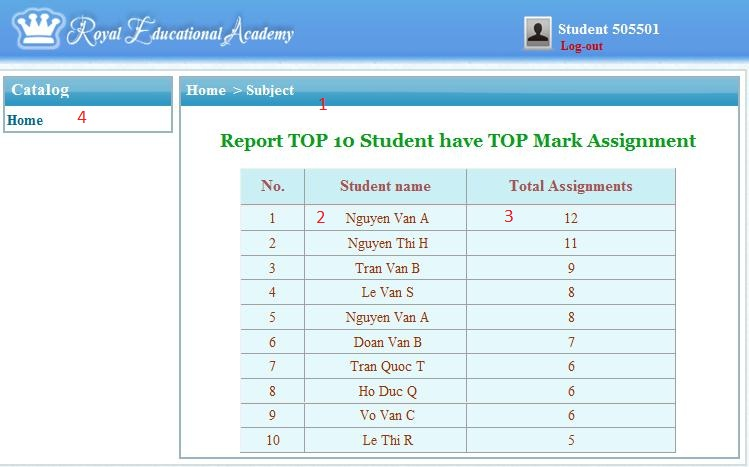 Royal Educational Academy
Student 505501
Log-out
Catalog
Home 4
Home > Subject
1
Report TOP 10 Student have TOP Mark Assignment
No. Student name Total Assignments
1 2 Nguyen Van A 3 12
2 Nguyen Thi H 11
3 Tran Van B 9
4 Le Van S 8
5 Nguyen Van A 8
6 Doan Van B 7
7 Tran Quoc T 6
8 Ho Duc Q 6
9 Vo Van C 6
10 Le Thi R 5